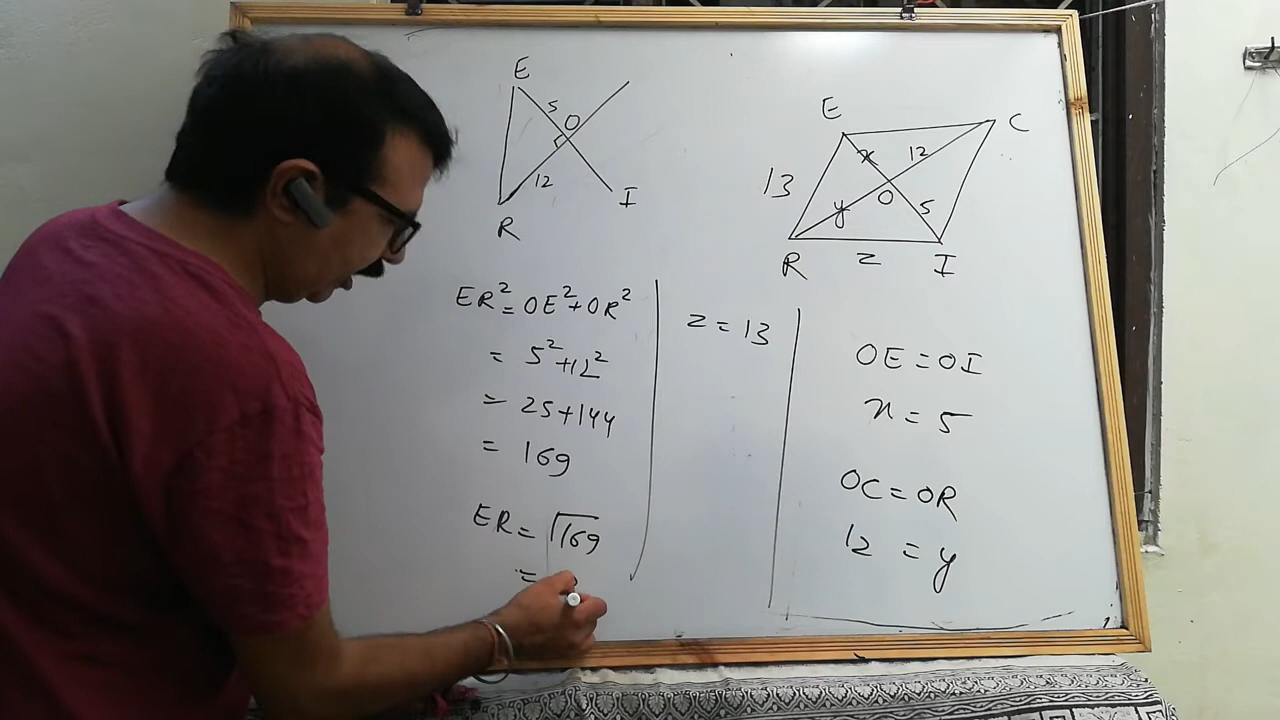 E
5
O
12
I
R
E
C
x
12
13
O
y
5
R
z
I
ER² = OE² + OR²
= 5² + 12²
= 25 + 144
= 169
ER = √169
=
z = 13
OE = OI
x = 5
OC = OR
12 = y